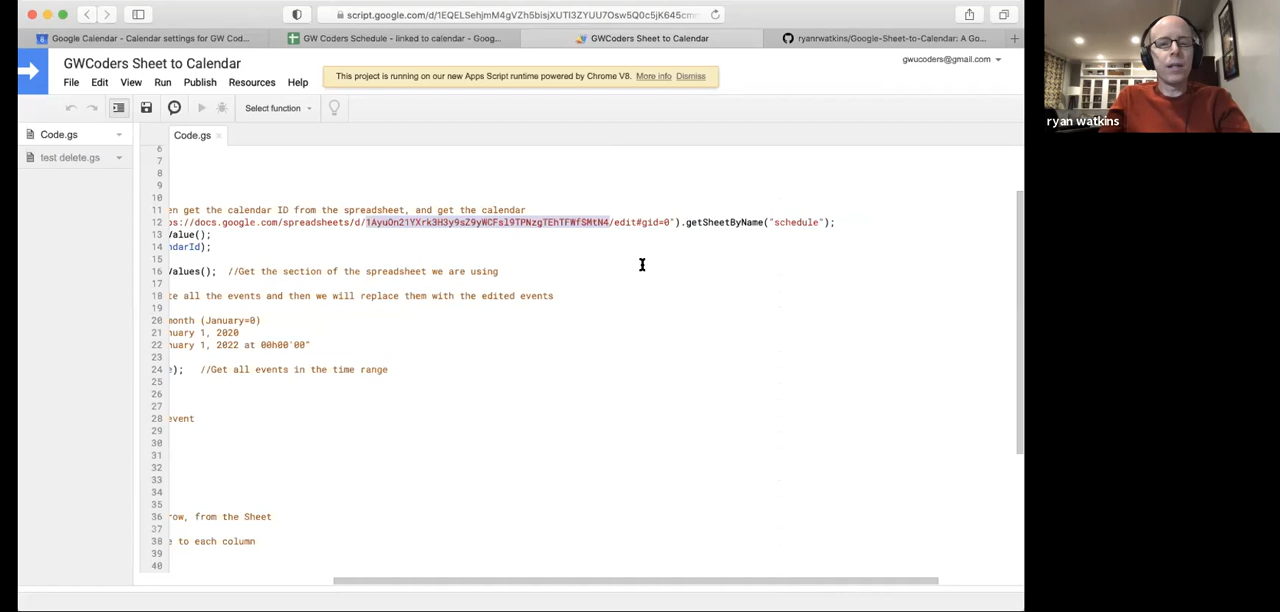 script.google.com/d/1EQELSehjmM4gVZh5bisjXUTI3ZYUU7Osw5Q0c5jK645cm
Google Calendar - Calendar settings for GW Cod...
GW Coders Schedule - linked to calendar - Goog...
GWCoders Sheet to Calendar
ryanrwatkins/Google-Sheet-to-Calendar: A Go...
GWCoders Sheet to Calendar
gwucoders@gmail.com
This project is running on our new Apps Script runtime powered by Chrome V8. More info Dismiss
File Edit View Run Publish Resources Help
Select function
Code.gs
Code.gs
test delete.gs
6
7
8
9
10
11 en get the calendar ID from the spreadsheet, and get the calendar
12 ps://docs.google.com/spreadsheets/d/1AyuOn21YXrk3H3y9sZ9yWCFsl9TPNzgTEhTFWfSMtN4/edit#gid=0").getSheetByName("schedule");
13 Value();
14 ndarId);
15
16 Values(); //Get the section of the spreadsheet we are using
17
18 te all the events and then we will replace them with the edited events
19
20 month (January=0)
21 nuary 1, 2020
22 nuary 1, 2022 at 00h00'00"
23
24 e); //Get all events in the time range
25
26
27
28 event
29
30
31
32
33
34
35
36 row, from the Sheet
37
38 e to each column
39
40
ryan watkins